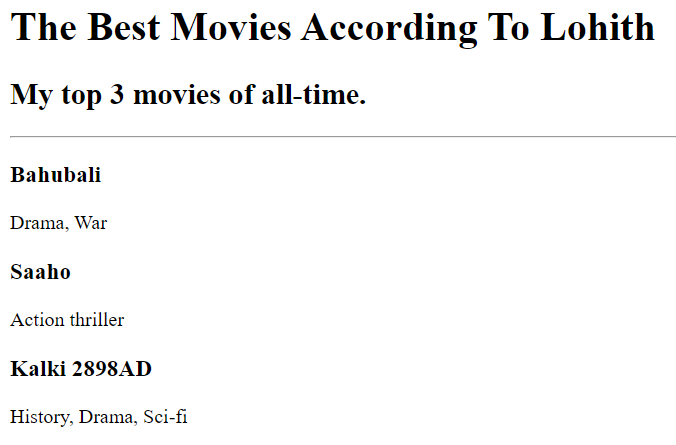 The Best Movies According To Lohith
My top 3 movies of all-time.
Bahubali
Drama, War
Saaho
Action thriller
Kalki 2898AD
History, Drama, Sci-fi